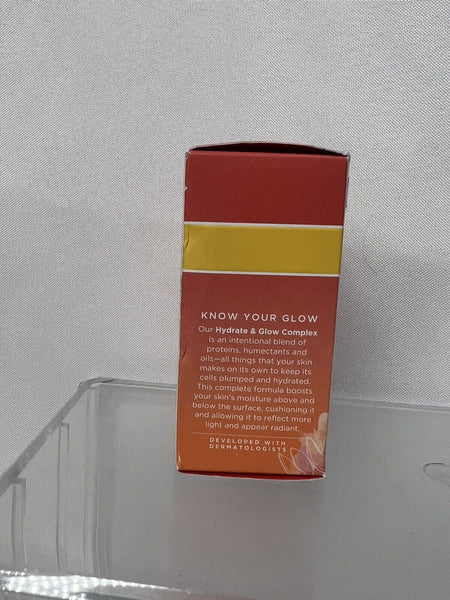 KNOW YOUR GLOW
Our Hydrate & Glow Complex
is an intentional blend of
proteins, humectants and
oils—all things that your skin
makes on its own to keep its
cells plumped and hydrated.
This complete formula boosts
your skin's moisture above and
below the surface, cushioning it
and allowing it to reflect more
light and appear radiant.
DEVELOPED WITH
DERMATOLOGISTS